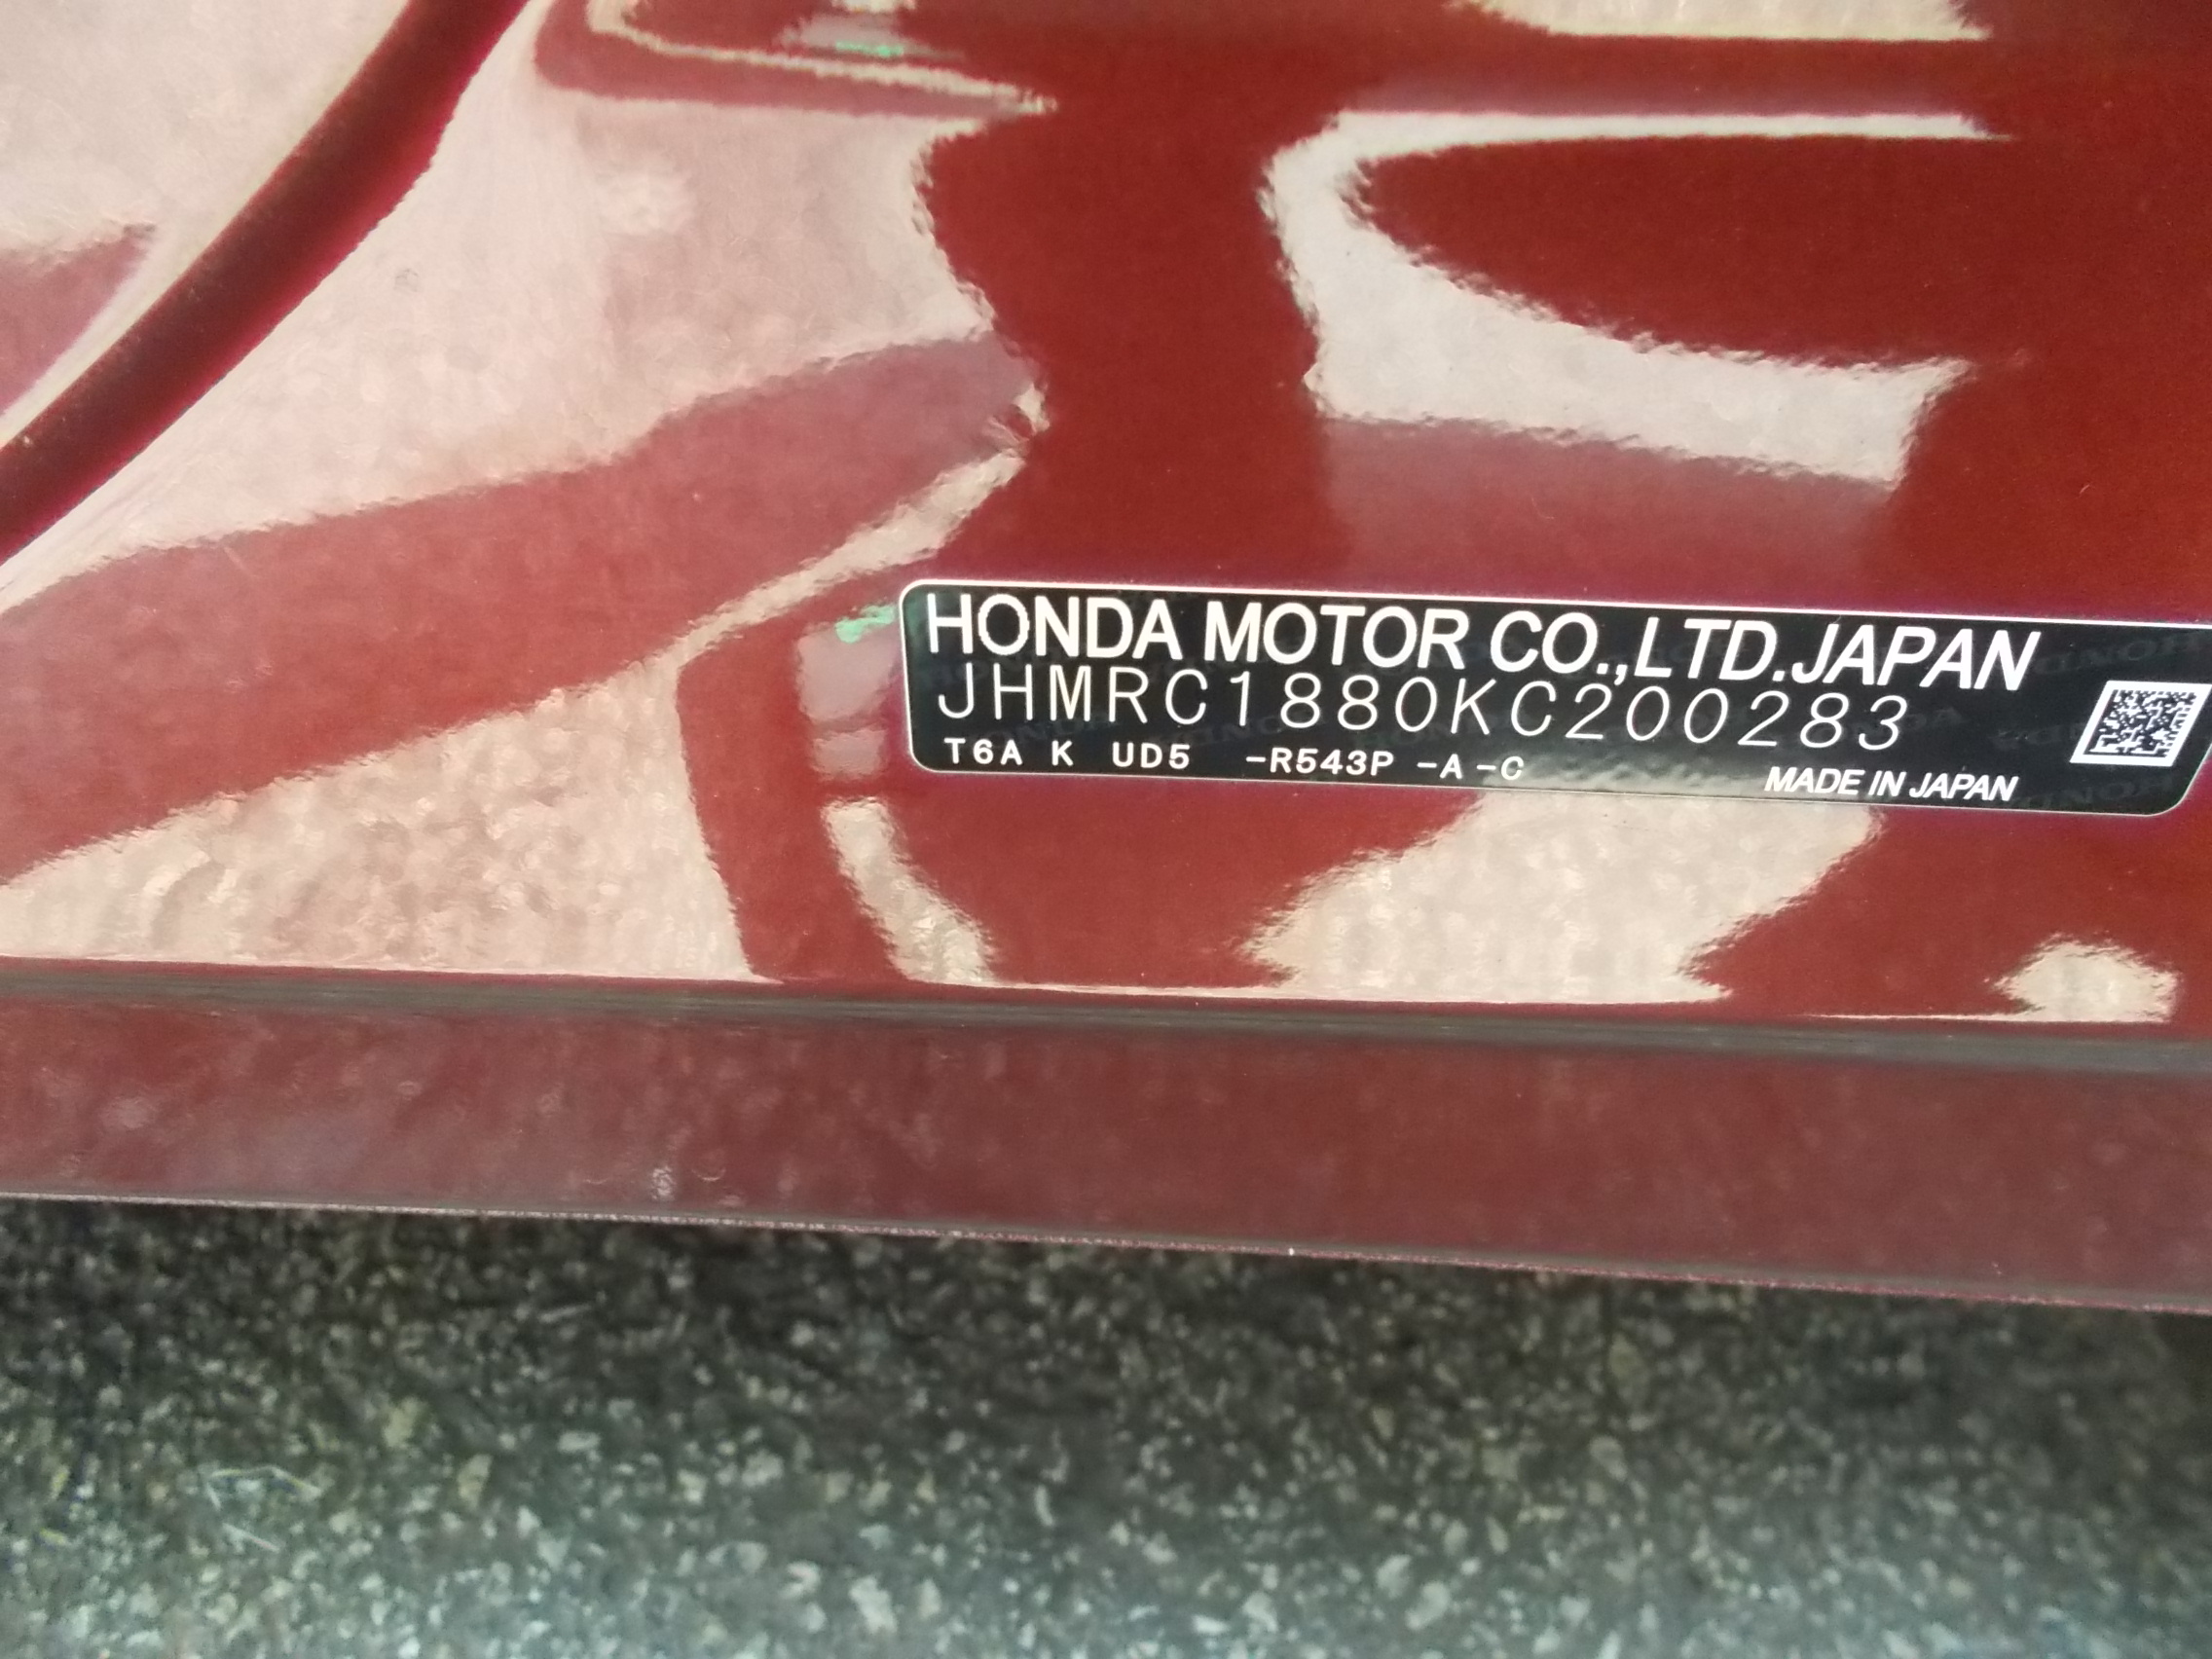 HONDA MOTOR CO.,LTD.JAPAN
JHMRC1880KC200283
T6A K UD5 -R543P -A -C
MADE IN JAPAN